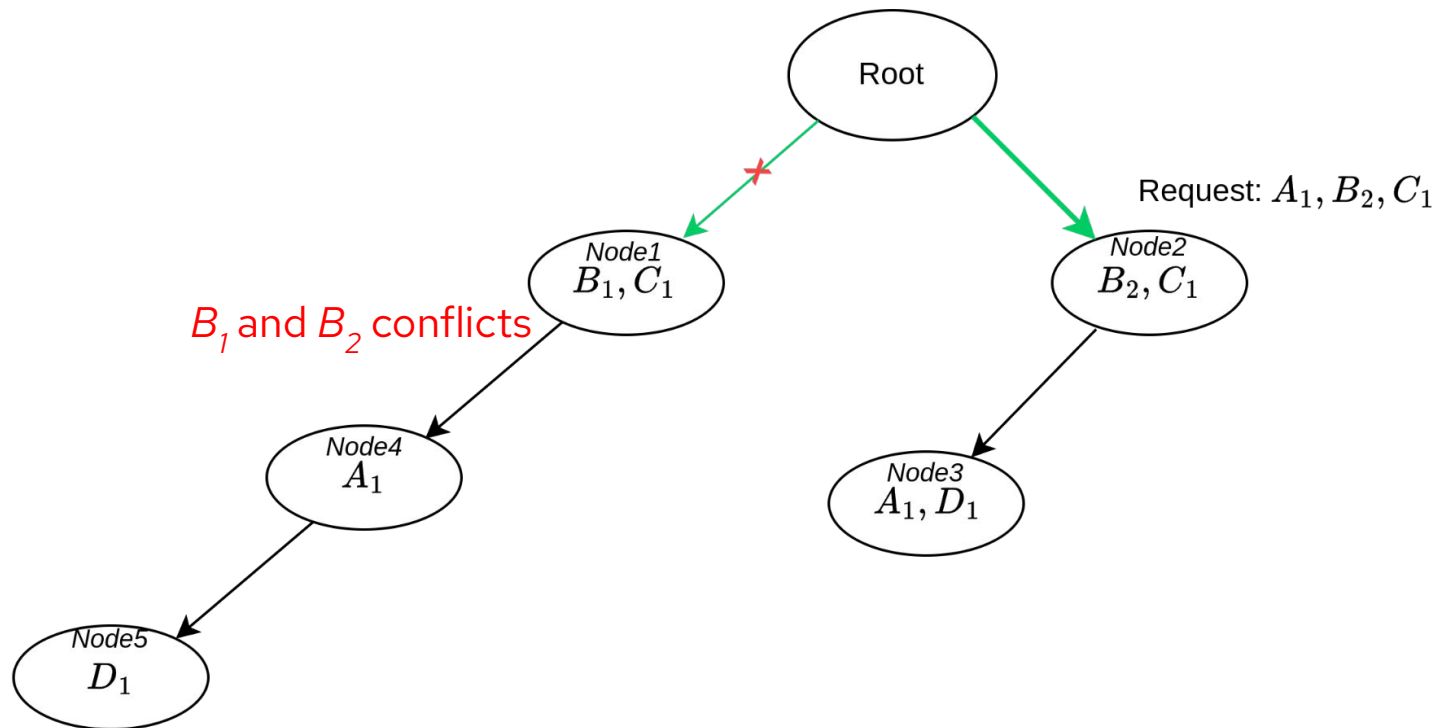 Root
Request: A₁, B₂, C₁
Node1
B₁, C₁
Node2
B₂, C₁
B₁ and B₂ conflicts
Node4
A₁
Node3
A₁, D₁
Node5
D₁